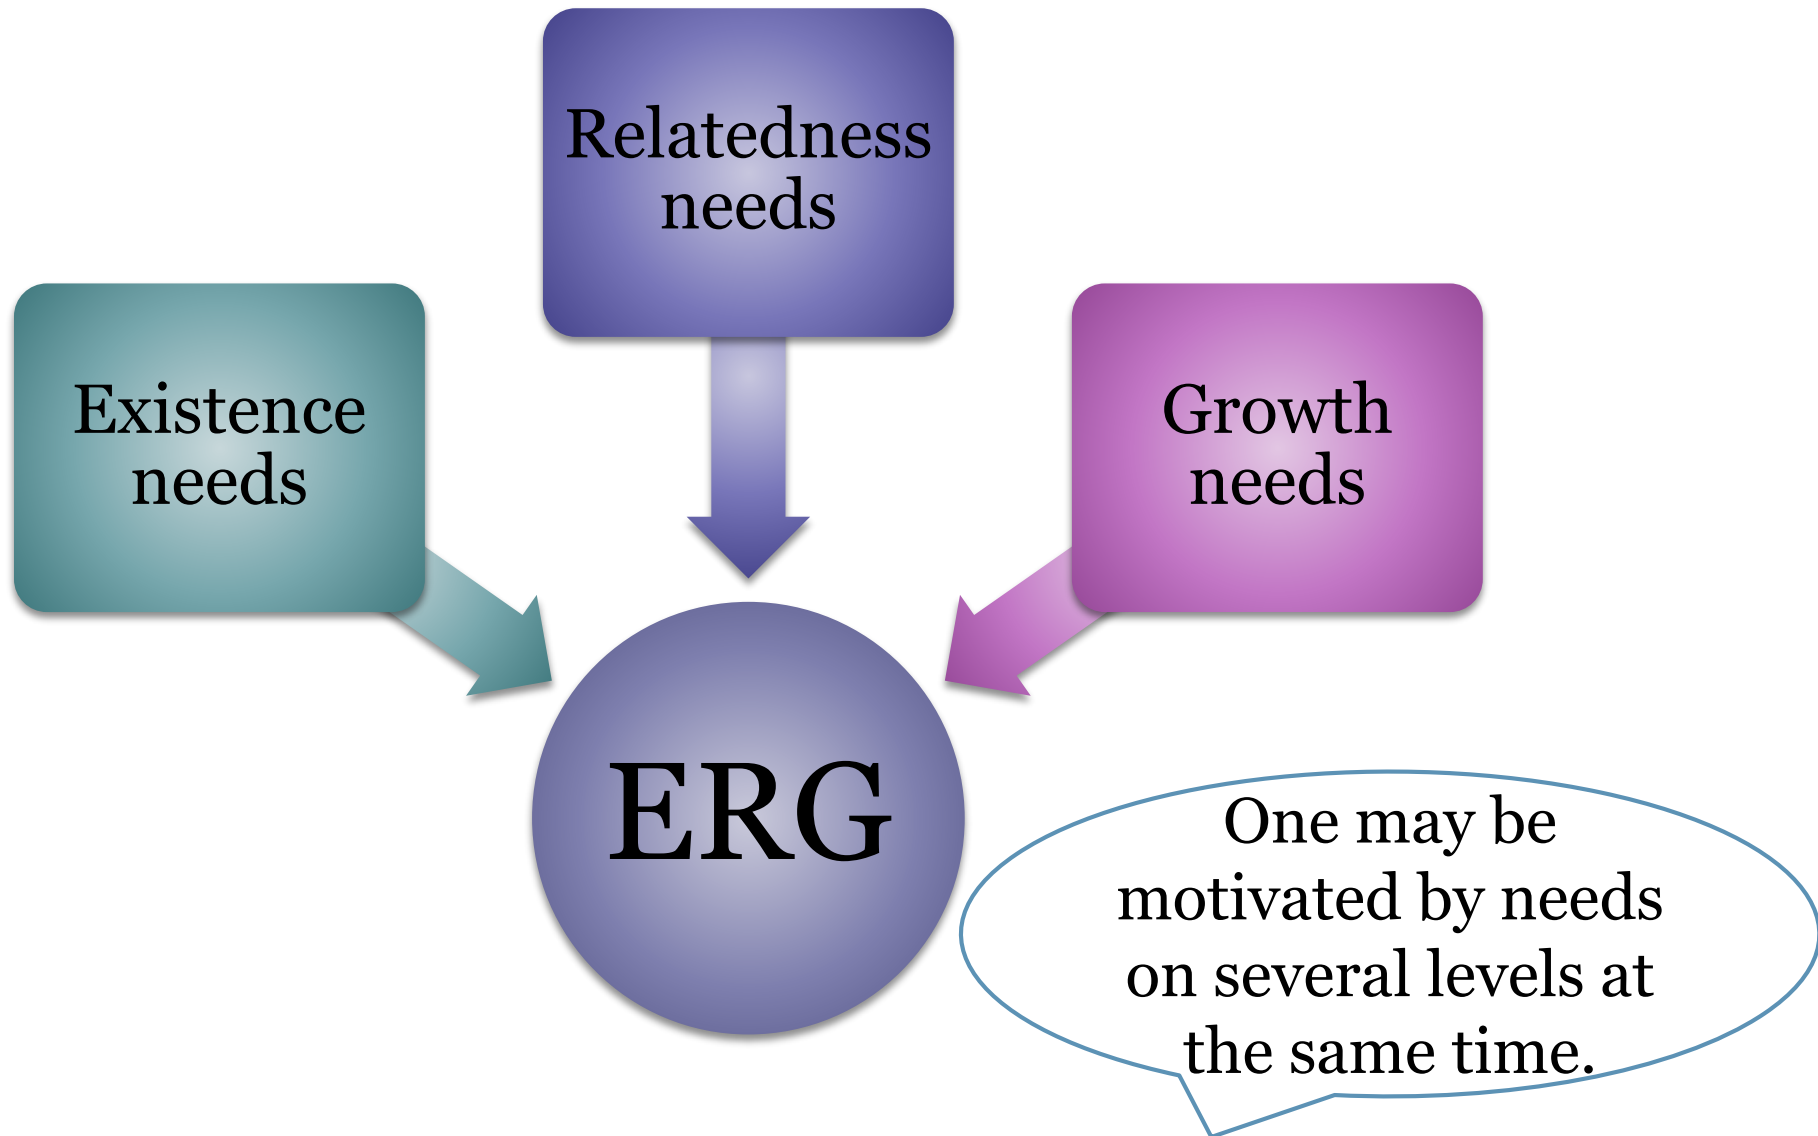 Relatedness
needs
Existence
needs
Growth
needs
ERG
One may be
motivated by needs
on several levels at
the same time.